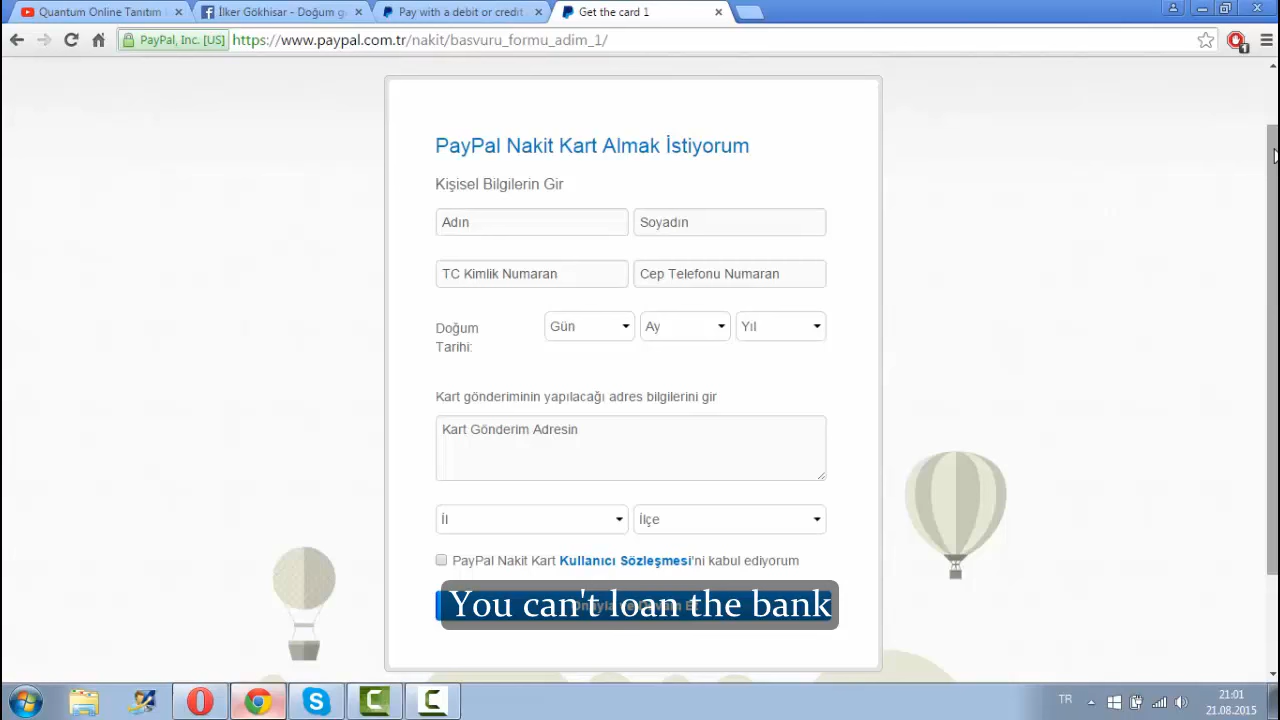 Quantum Online Tanıtım
İlker Gökhisar - Doğum g
Pay with a debit or credit
Get the card 1
PayPal, Inc. [US]
https://www.paypal.com.tr/nakit/basvuru_formu_adim_1/
1
PayPal Nakit Kart Almak İstiyorum
Kişisel Bilgilerin Gir
Adın
Soyadın
TC Kimlik Numaran
Cep Telefonu Numaran
Doğum
Tarihi:
Gün
Ay
Yıl
Kart gönderiminin yapılacağı adres bilgilerini gir
Kart Gönderim Adresin
İl
İlçe
PayPal Nakit Kart Kullanıcı Sözleşmesi'ni kabul ediyorum
You can't loan the bank
TR
21:01
21.08.2015